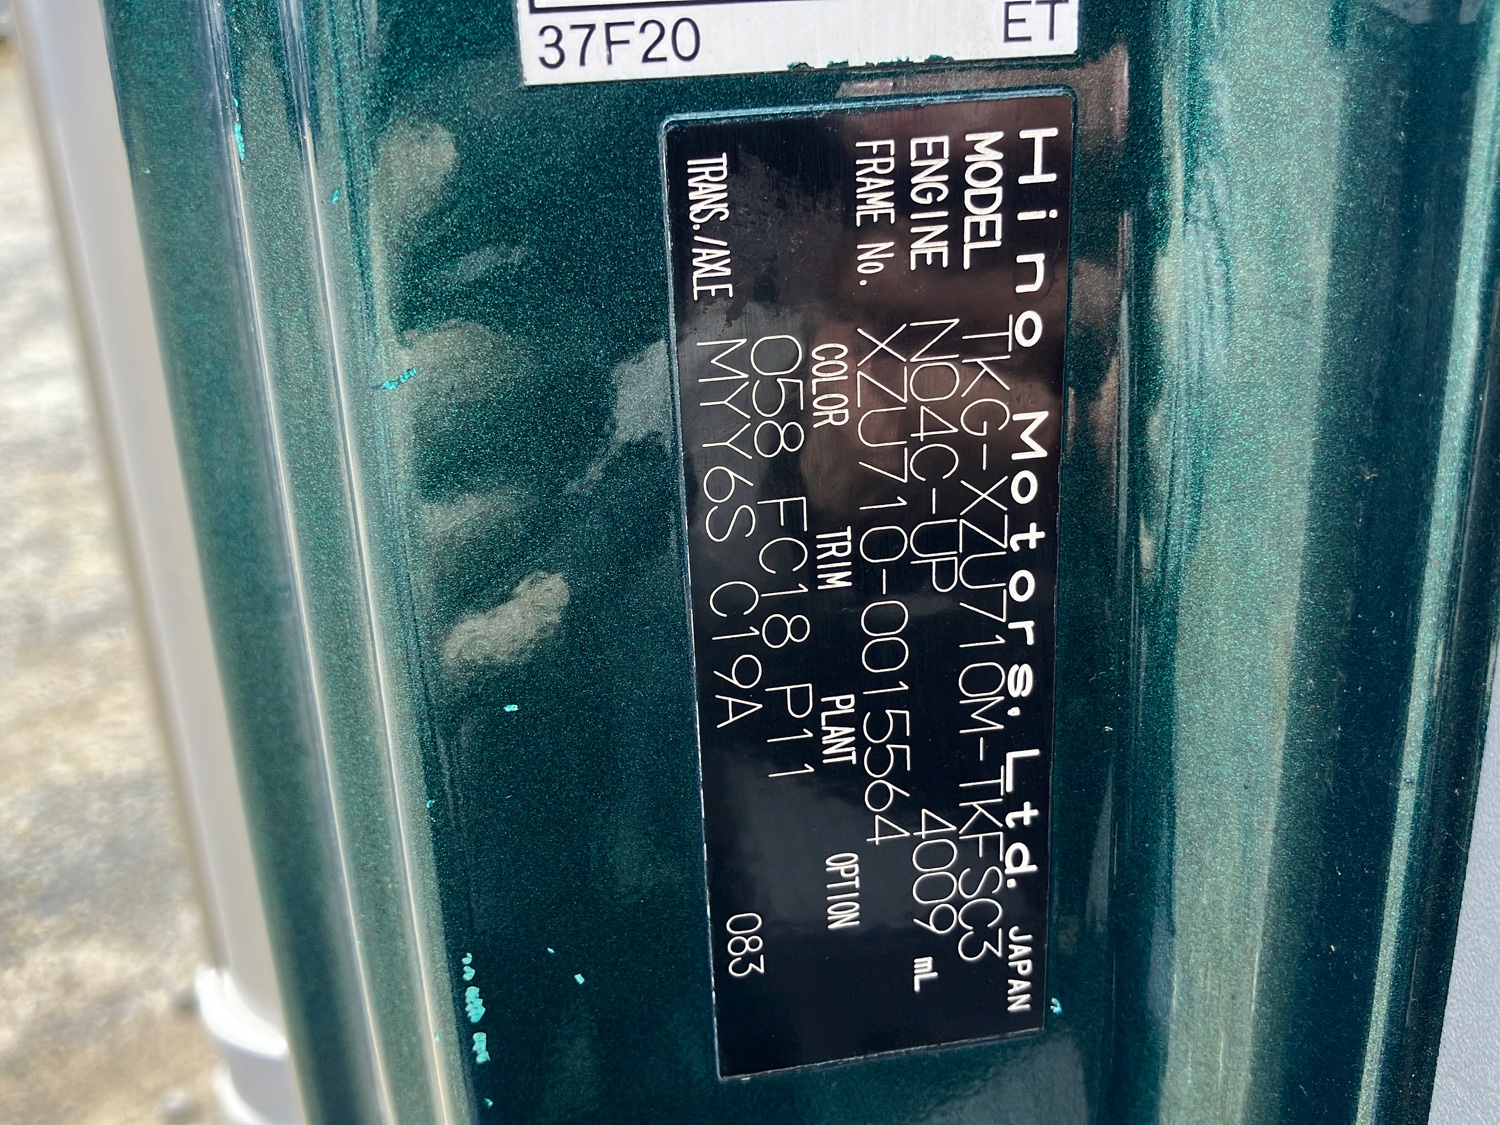 37F20 ET
Hino Motors. Ltd. JAPAN
MODEL TKG-XZU710M-TKFSC3
ENGINE N04C-UP 4009 mL
FRAME No. XZU710-0015564
COLOR TRIM PLANT OPTION
058 FC18 P11
TRANS./AXLE MYY6S C19A 083